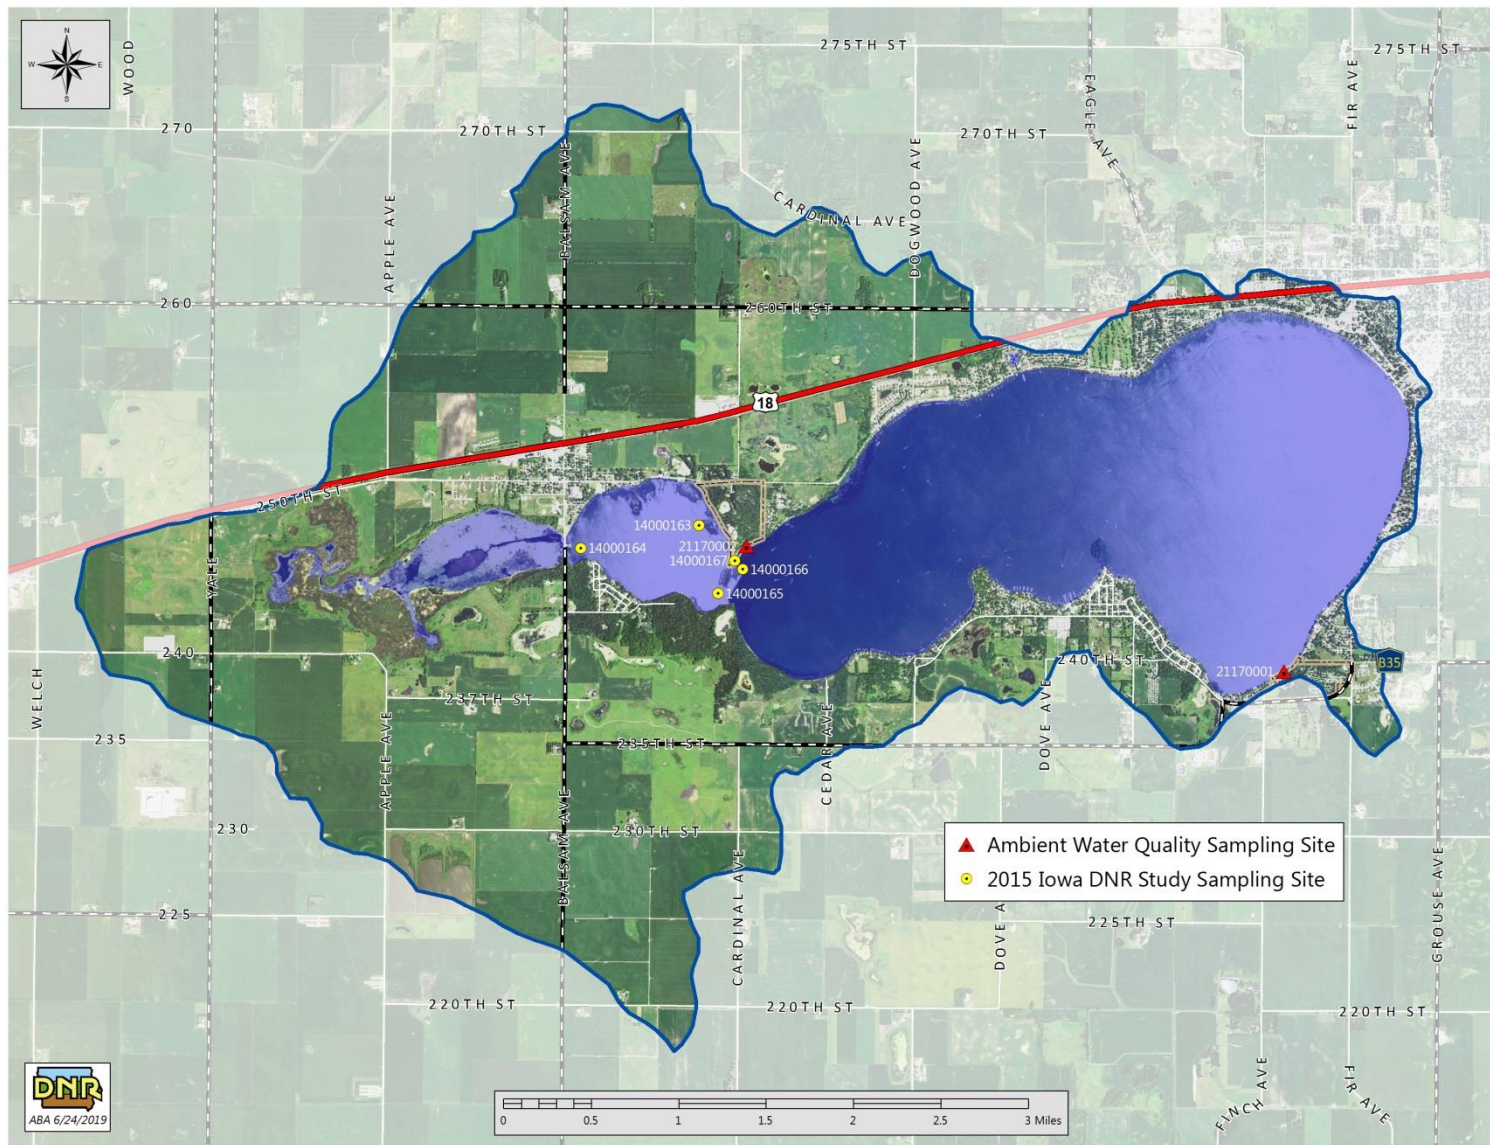 N
W E
S
WOOD
275TH ST
275TH ST
EAGLE AVE
FIR AVE
270
270TH ST
270TH ST
BALSAM AVE
DOGWOOD AVE
CARDINAL AVE
APPLE AVE
260
260TH ST
18
250TH ST
14000163
14000164
21170002
14000167
14000166
14000165
YALE
240
240TH ST
B35
21170001
WELCH
237TH ST
235
235TH ST
APPLE AVE
CEDAR AVE
DOVE AVE
230
230TH ST
BALSAM AVE
Ambient Water Quality Sampling Site
2015 Iowa DNR Study Sampling Site
CARDINAL AVE
GROUSE AVE
225
DOVE A
225TH ST
220TH ST
220TH ST
220TH ST
FINCH AVE
FIR AVE
DNR
ABA 6/24/2019
0 0.5 1 1.5 2 2.5 3 Miles